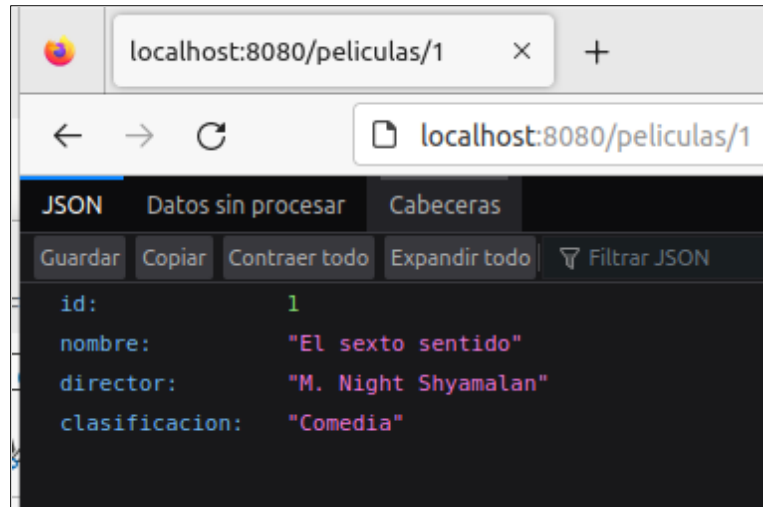 localhost:8080/peliculas/1
localhost:8080/peliculas/1
JSON Datos sin procesar Cabeceras
Guardar Copiar Contraer todo Expandir todo Filtrar JSON
id: 1
nombre: "El sexto sentido"
director: "M. Night Shyamalan"
clasificacion: "Comedia"